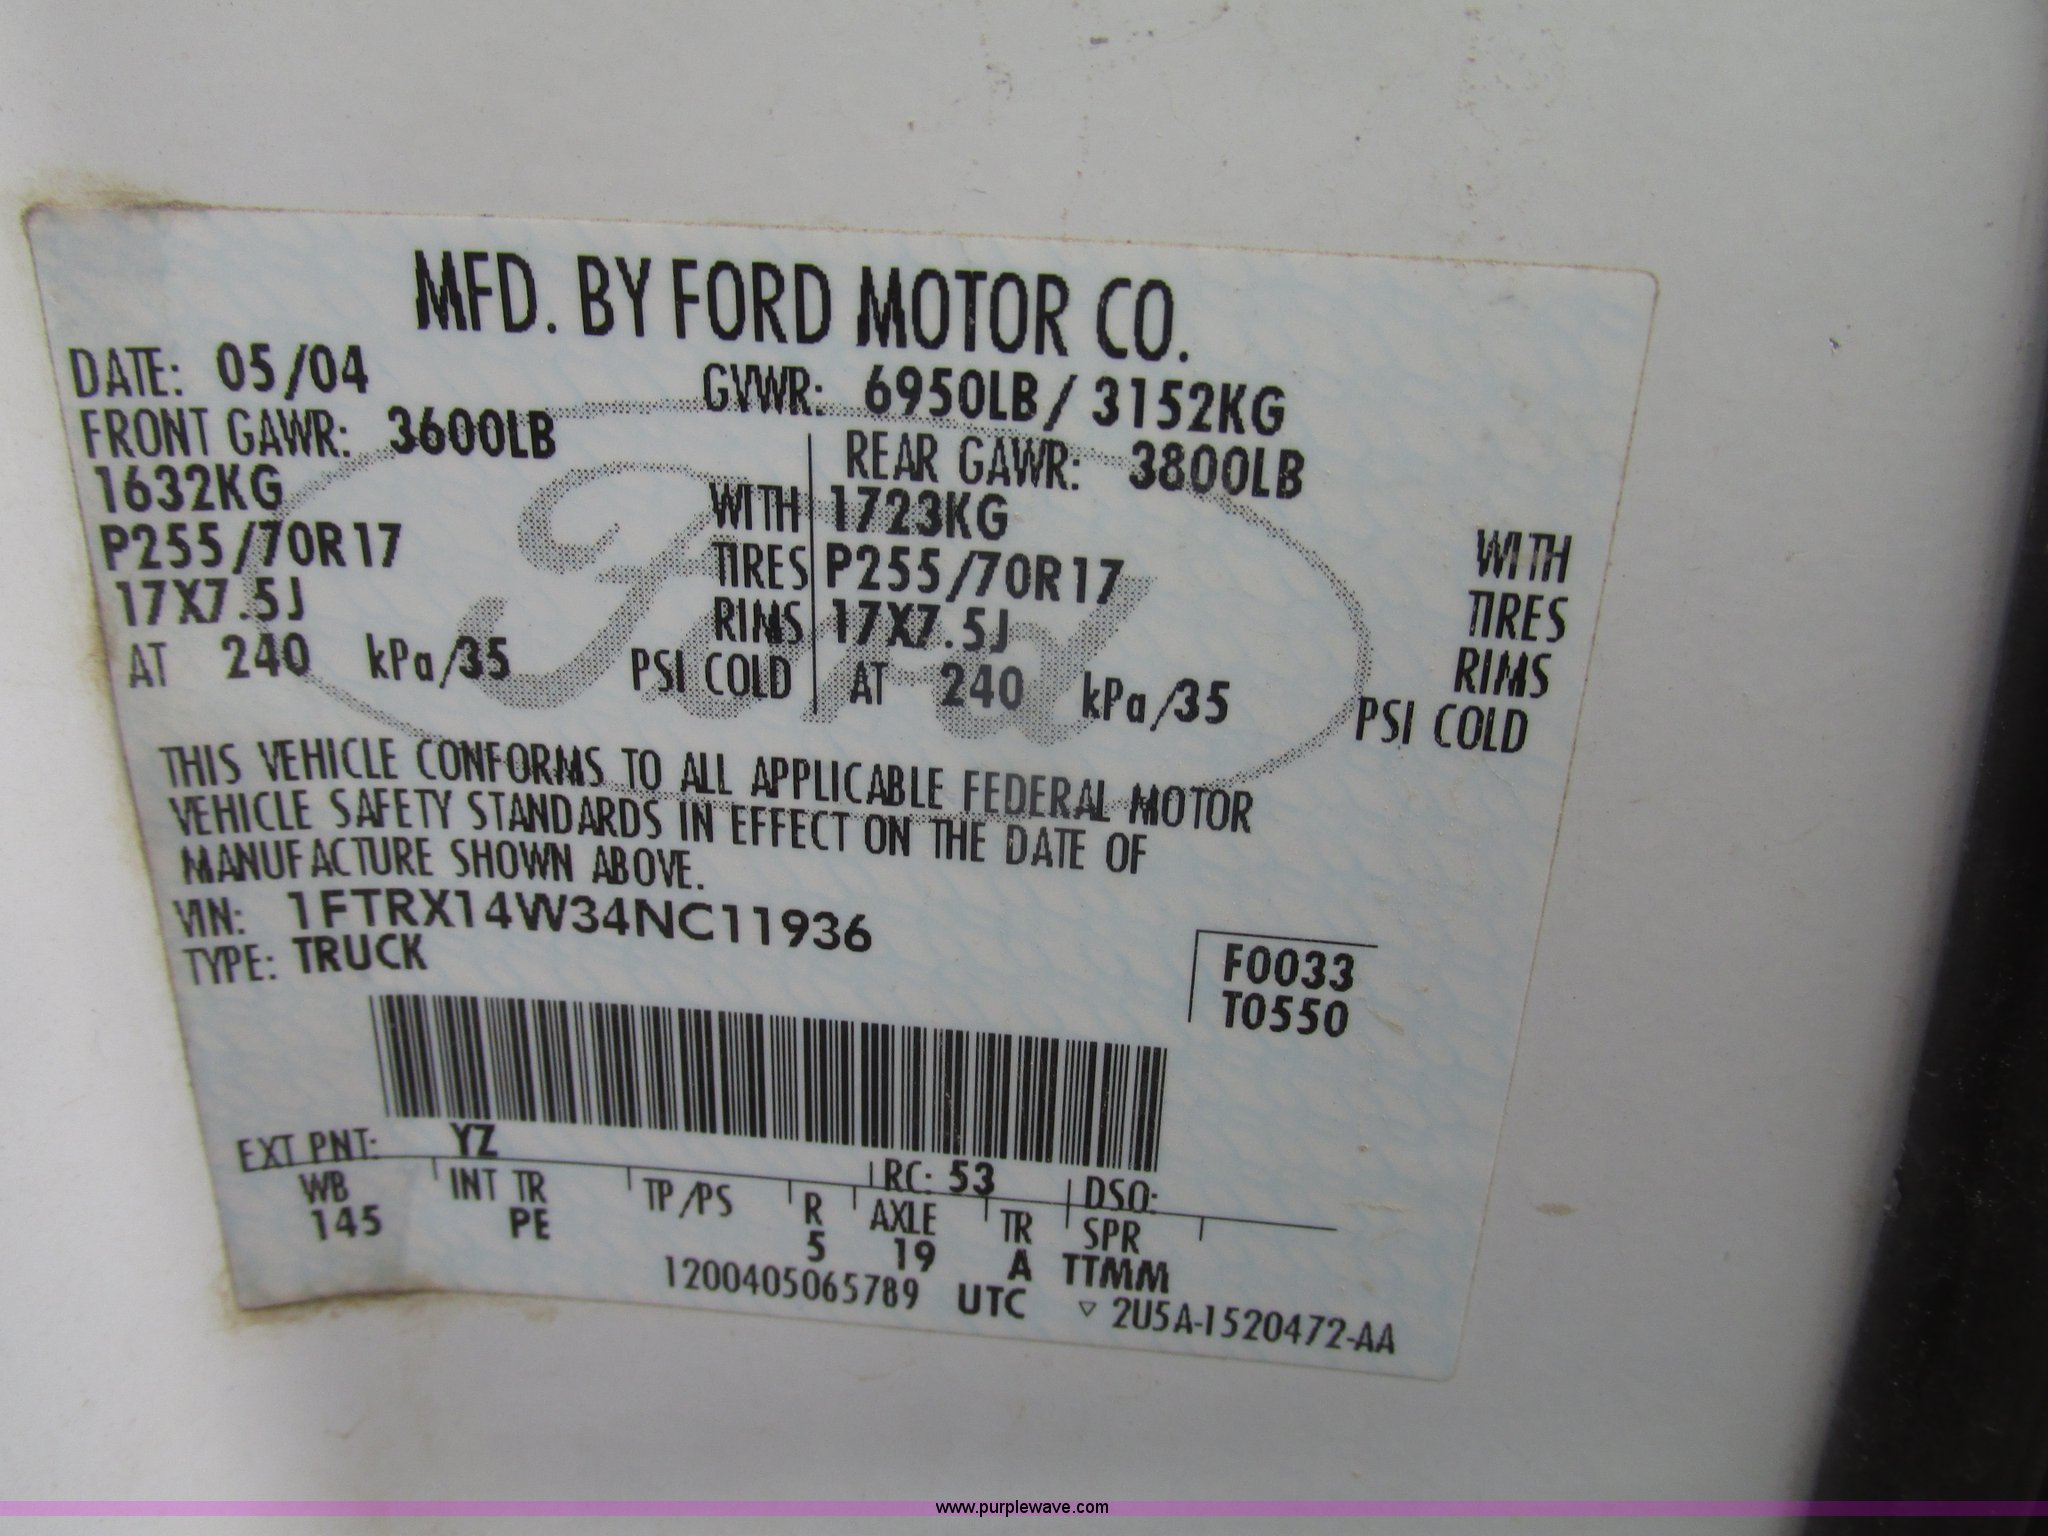 MFD. BY FORD MOTOR CO.
DATE: 05/04 GVWR: 6950LB/ 3152KG
FRONT GAWR: 3600LB REAR GAWR: 3800LB
1632KG WITH 1723KG WITH
P255/70R17 TIRES P255/70R17 TIRES
17X7.5J RIMS 17X7.5J RIMS
AT 240 kPa/35 PSI COLD AT 240 kPa/35 PSI COLD
Ford
THIS VEHICLE CONFORMS TO ALL APPLICABLE FEDERAL MOTOR
VEHICLE SAFETY STANDARDS IN EFFECT ON THE DATE OF
MANUFACTURE SHOWN ABOVE.
VIN: 1FTRX14W34NC11936
TYPE: TRUCK
F0033
T0550
EXT PNT: YZ RC: 53 DSO:
WB INT TR TP/PS R AXLE TR SPR
145 PE 5 19 A TTMM
1200405065789 UTC ▽ 2U5A-1520472-AA
www.purplewave.com